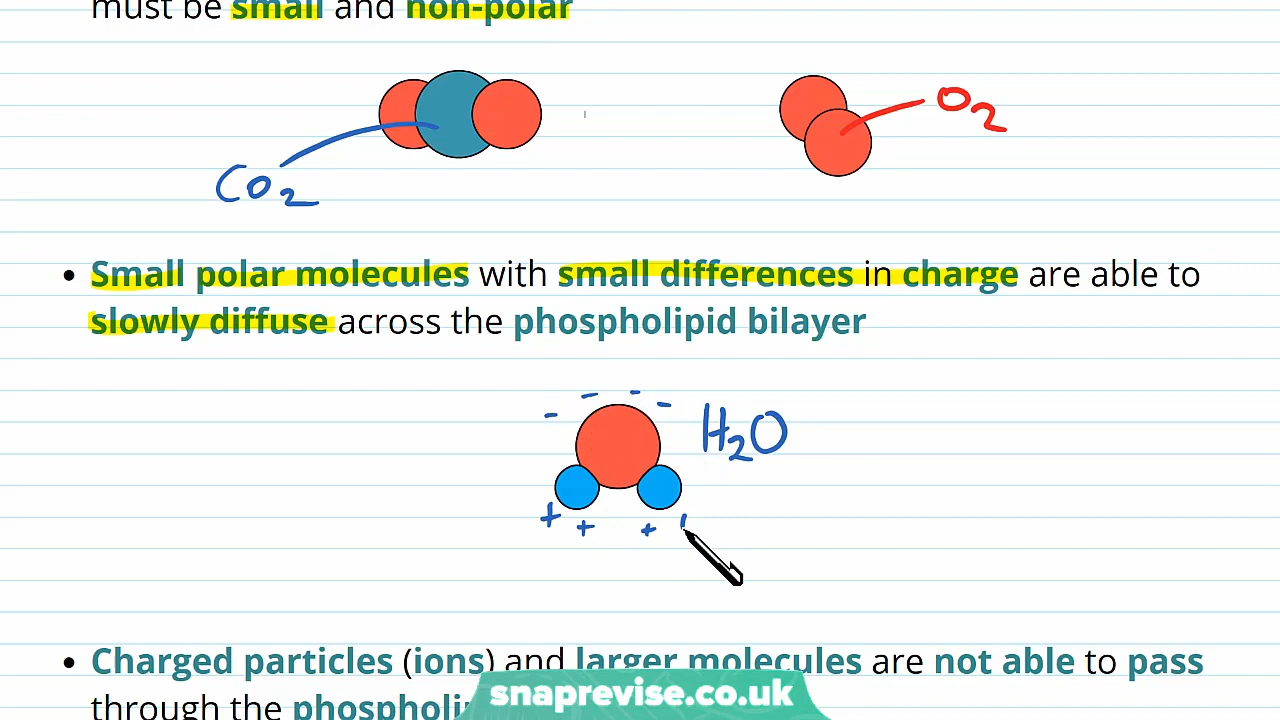 must be small and non-polar
CO2
O2
• Small polar molecules with small differences in charge are able to
slowly diffuse across the phospholipid bilayer
- - - -
H2O
+ + +
• Charged particles (ions) and larger molecules are not able to pass
through the
snaprevise.co.uk